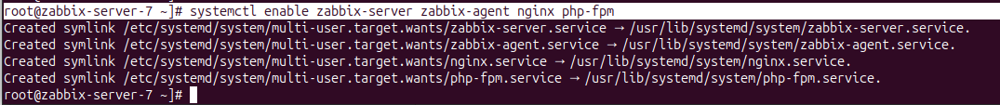 root@zabbix-server-7 ~]# systemctl enable zabbix-server zabbix-agent nginx php-fpm
Created symlink /etc/systemd/system/multi-user.target.wants/zabbix-server.service → /usr/lib/systemd/system/zabbix-server.service.
Created symlink /etc/systemd/system/multi-user.target.wants/zabbix-agent.service → /usr/lib/systemd/system/zabbix-agent.service.
Created symlink /etc/systemd/system/multi-user.target.wants/nginx.service → /usr/lib/systemd/system/nginx.service.
Created symlink /etc/systemd/system/multi-user.target.wants/php-fpm.service → /usr/lib/systemd/system/php-fpm.service.
root@zabbix-server-7 ~]#